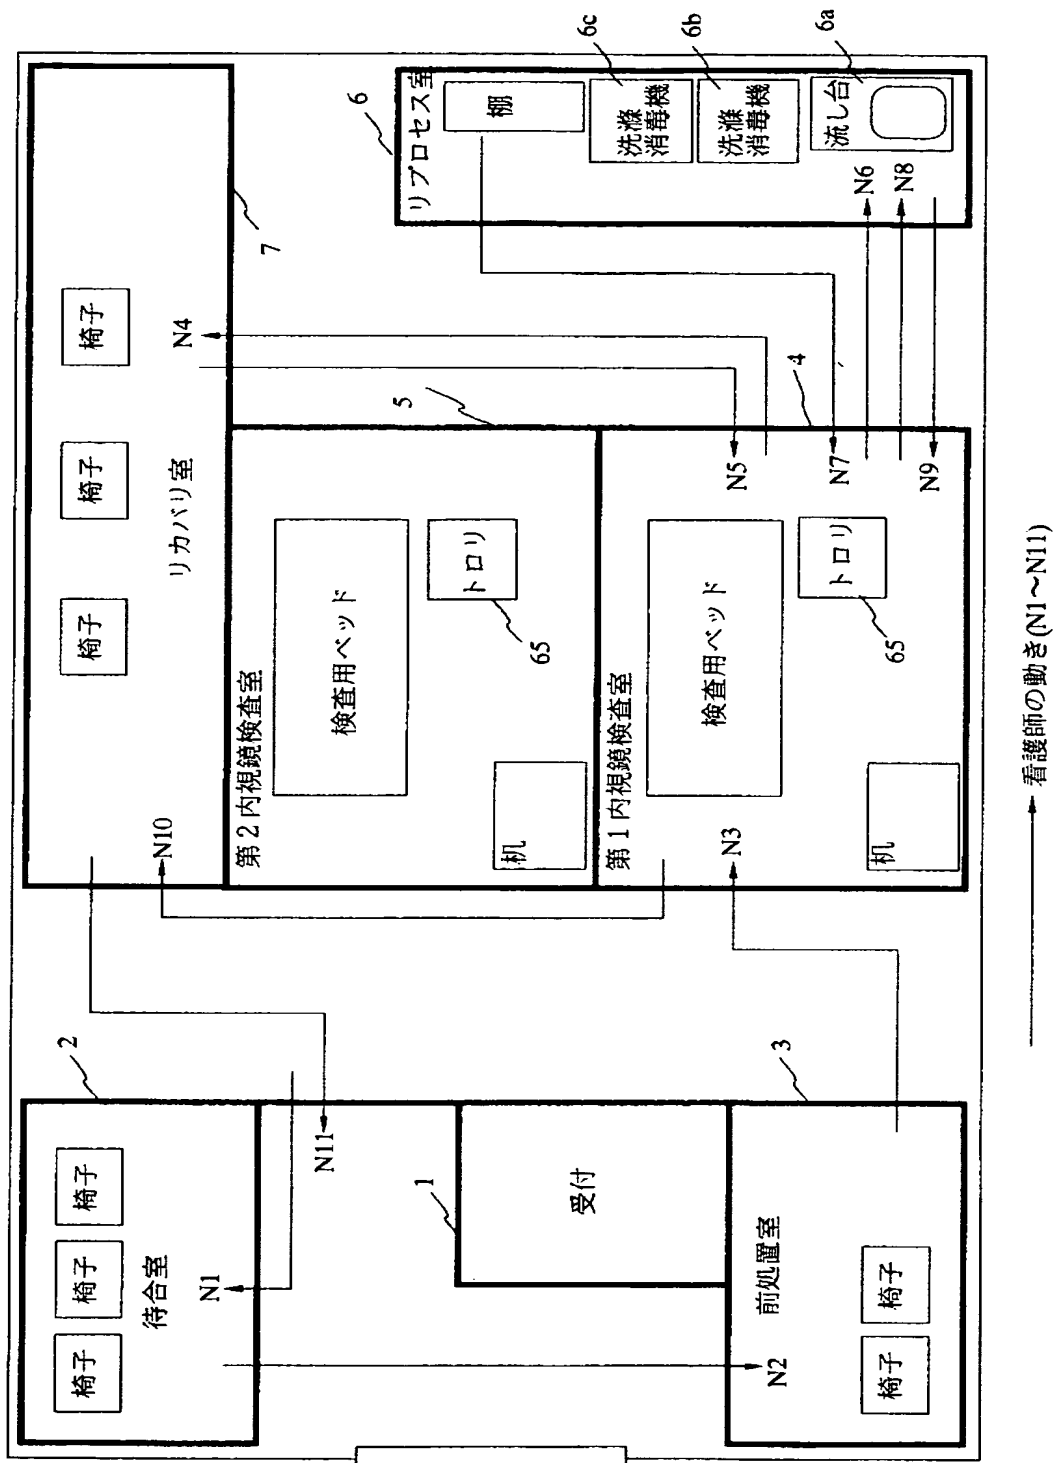 リプロセス室
6
棚
洗滌
消毒機
6c
洗滌
消毒機
6b
流し台
6a
N6
N8
7
椅子
椅子
椅子
リカバリ室
N4
N10
5
第2内視鏡検査室
検査用ベッド
トロリ
65
机
4
第1内視鏡検査室
検査用ベッド
トロリ
65
机
N5
N7
N9
N3
2
椅子
椅子
椅子
待合室
N1
N11
1
受付
3
前処置室
N2
椅子
椅子
看護師の動き(N1～N11)